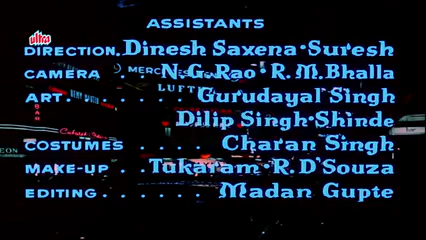 ultra
ASSISTANTS
DIRECTION. Dinesh Saxena·Suresh
CAMERA . . . N.G.Rao·R.M.Bhalla
ART . . . . . . . Gurudayal Singh
Dilip Singh·Shinde
COSTUMES . . . . . Charan Singh
MAKE-UP . . Tukaram·R.D'Souza
EDITING . . . . . Madan Gupte